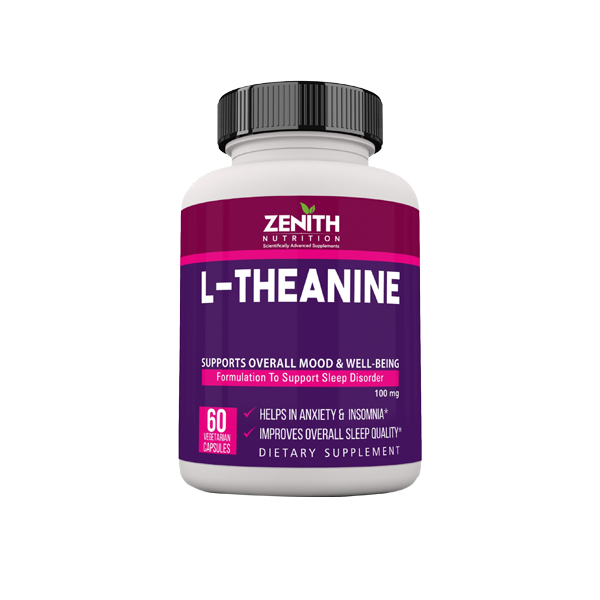 ZENITH
NUTRITION
Scientifically Advanced Supplements
L-THEANINE
SUPPORTS OVERALL MOOD & WELL-BEING
Formulation To Support Sleep Disorder
100 mg
60
VEGETARIAN
CAPSULES
✓ HELPS IN ANXIETY & INSOMNIA*
✓ IMPROVES OVERALL SLEEP QUALITY*
DIETARY SUPPLEMENT